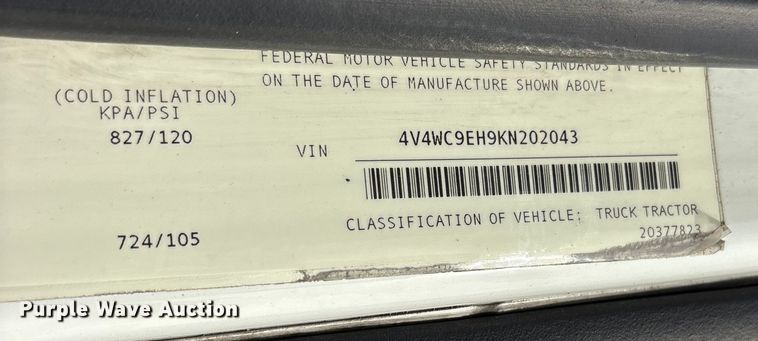 FEDERAL MOTOR VEHICLE SAFETY STANDARDS IN EFFECT
ON THE DATE OF MANUFACTURE SHOWN ABOVE.
(COLD INFLATION)
KPA/PSI
827/120
VIN 4V4WC9EH9KN202043
724/105
CLASSIFICATION OF VEHICLE: TRUCK TRACTOR
20377823
Purple Wave Auction